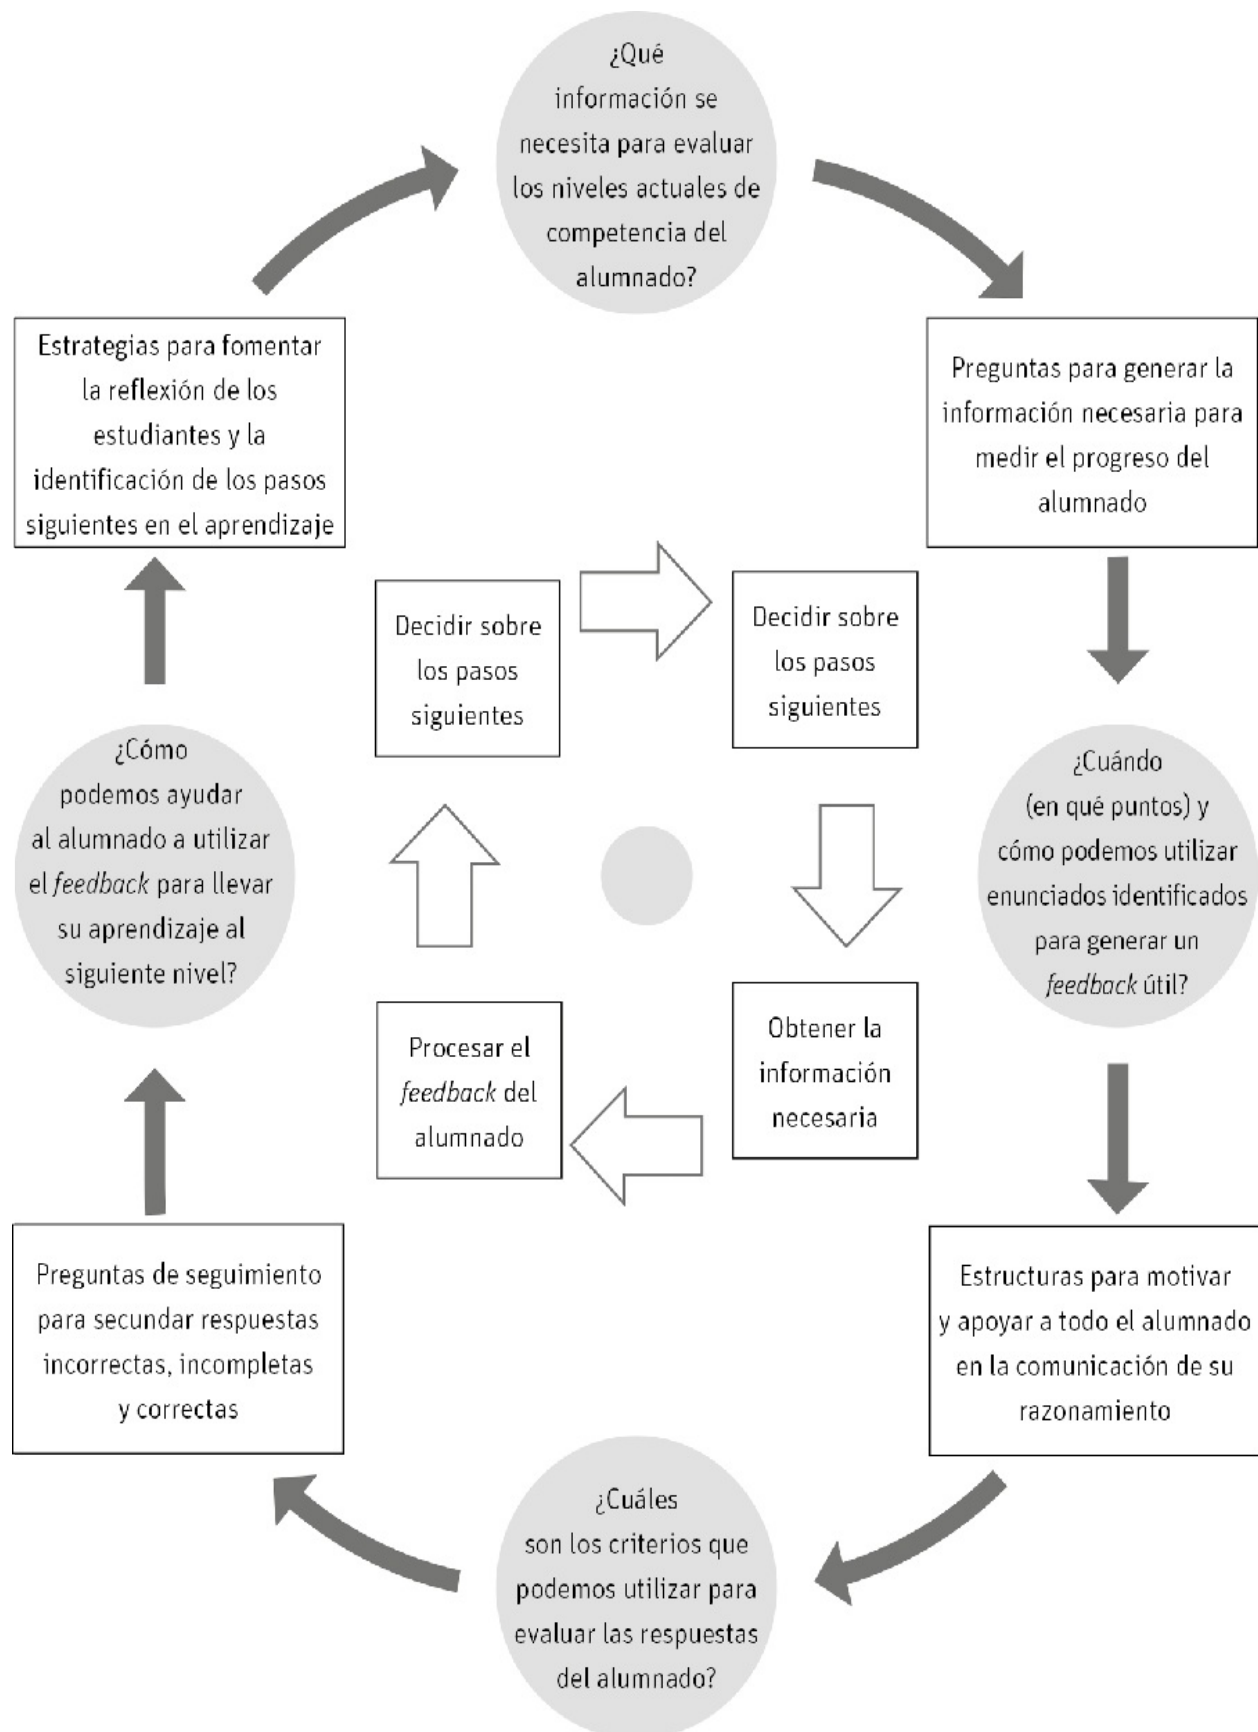 ¿Qué
información se
necesita para evaluar
los niveles actuales de
competencia del
alumnado?
Estrategias para fomentar
la reflexión de los
estudiantes y la
identificación de los pasos
siguientes en el aprendizaje
Preguntas para generar la
información necesaria para
medir el progreso del
alumnado
Decidir sobre
los pasos
siguientes
Decidir sobre
los pasos
siguientes
¿Cómo
podemos ayudar
al alumnado a utilizar
el feedback para llevar
su aprendizaje al
siguiente nivel?
¿Cuándo
(en qué puntos) y
cómo podemos utilizar
enunciados identificados
para generar un
feedback útil?
Procesar el
feedback del
alumnado
Obtener la
información
necesaria
Preguntas de seguimiento
para secundar respuestas
incorrectas, incompletas
y correctas
Estructuras para motivar
y apoyar a todo el alumnado
en la comunicación de su
razonamiento
¿Cuáles
son los criterios que
podemos utilizar para
evaluar las respuestas
del alumnado?